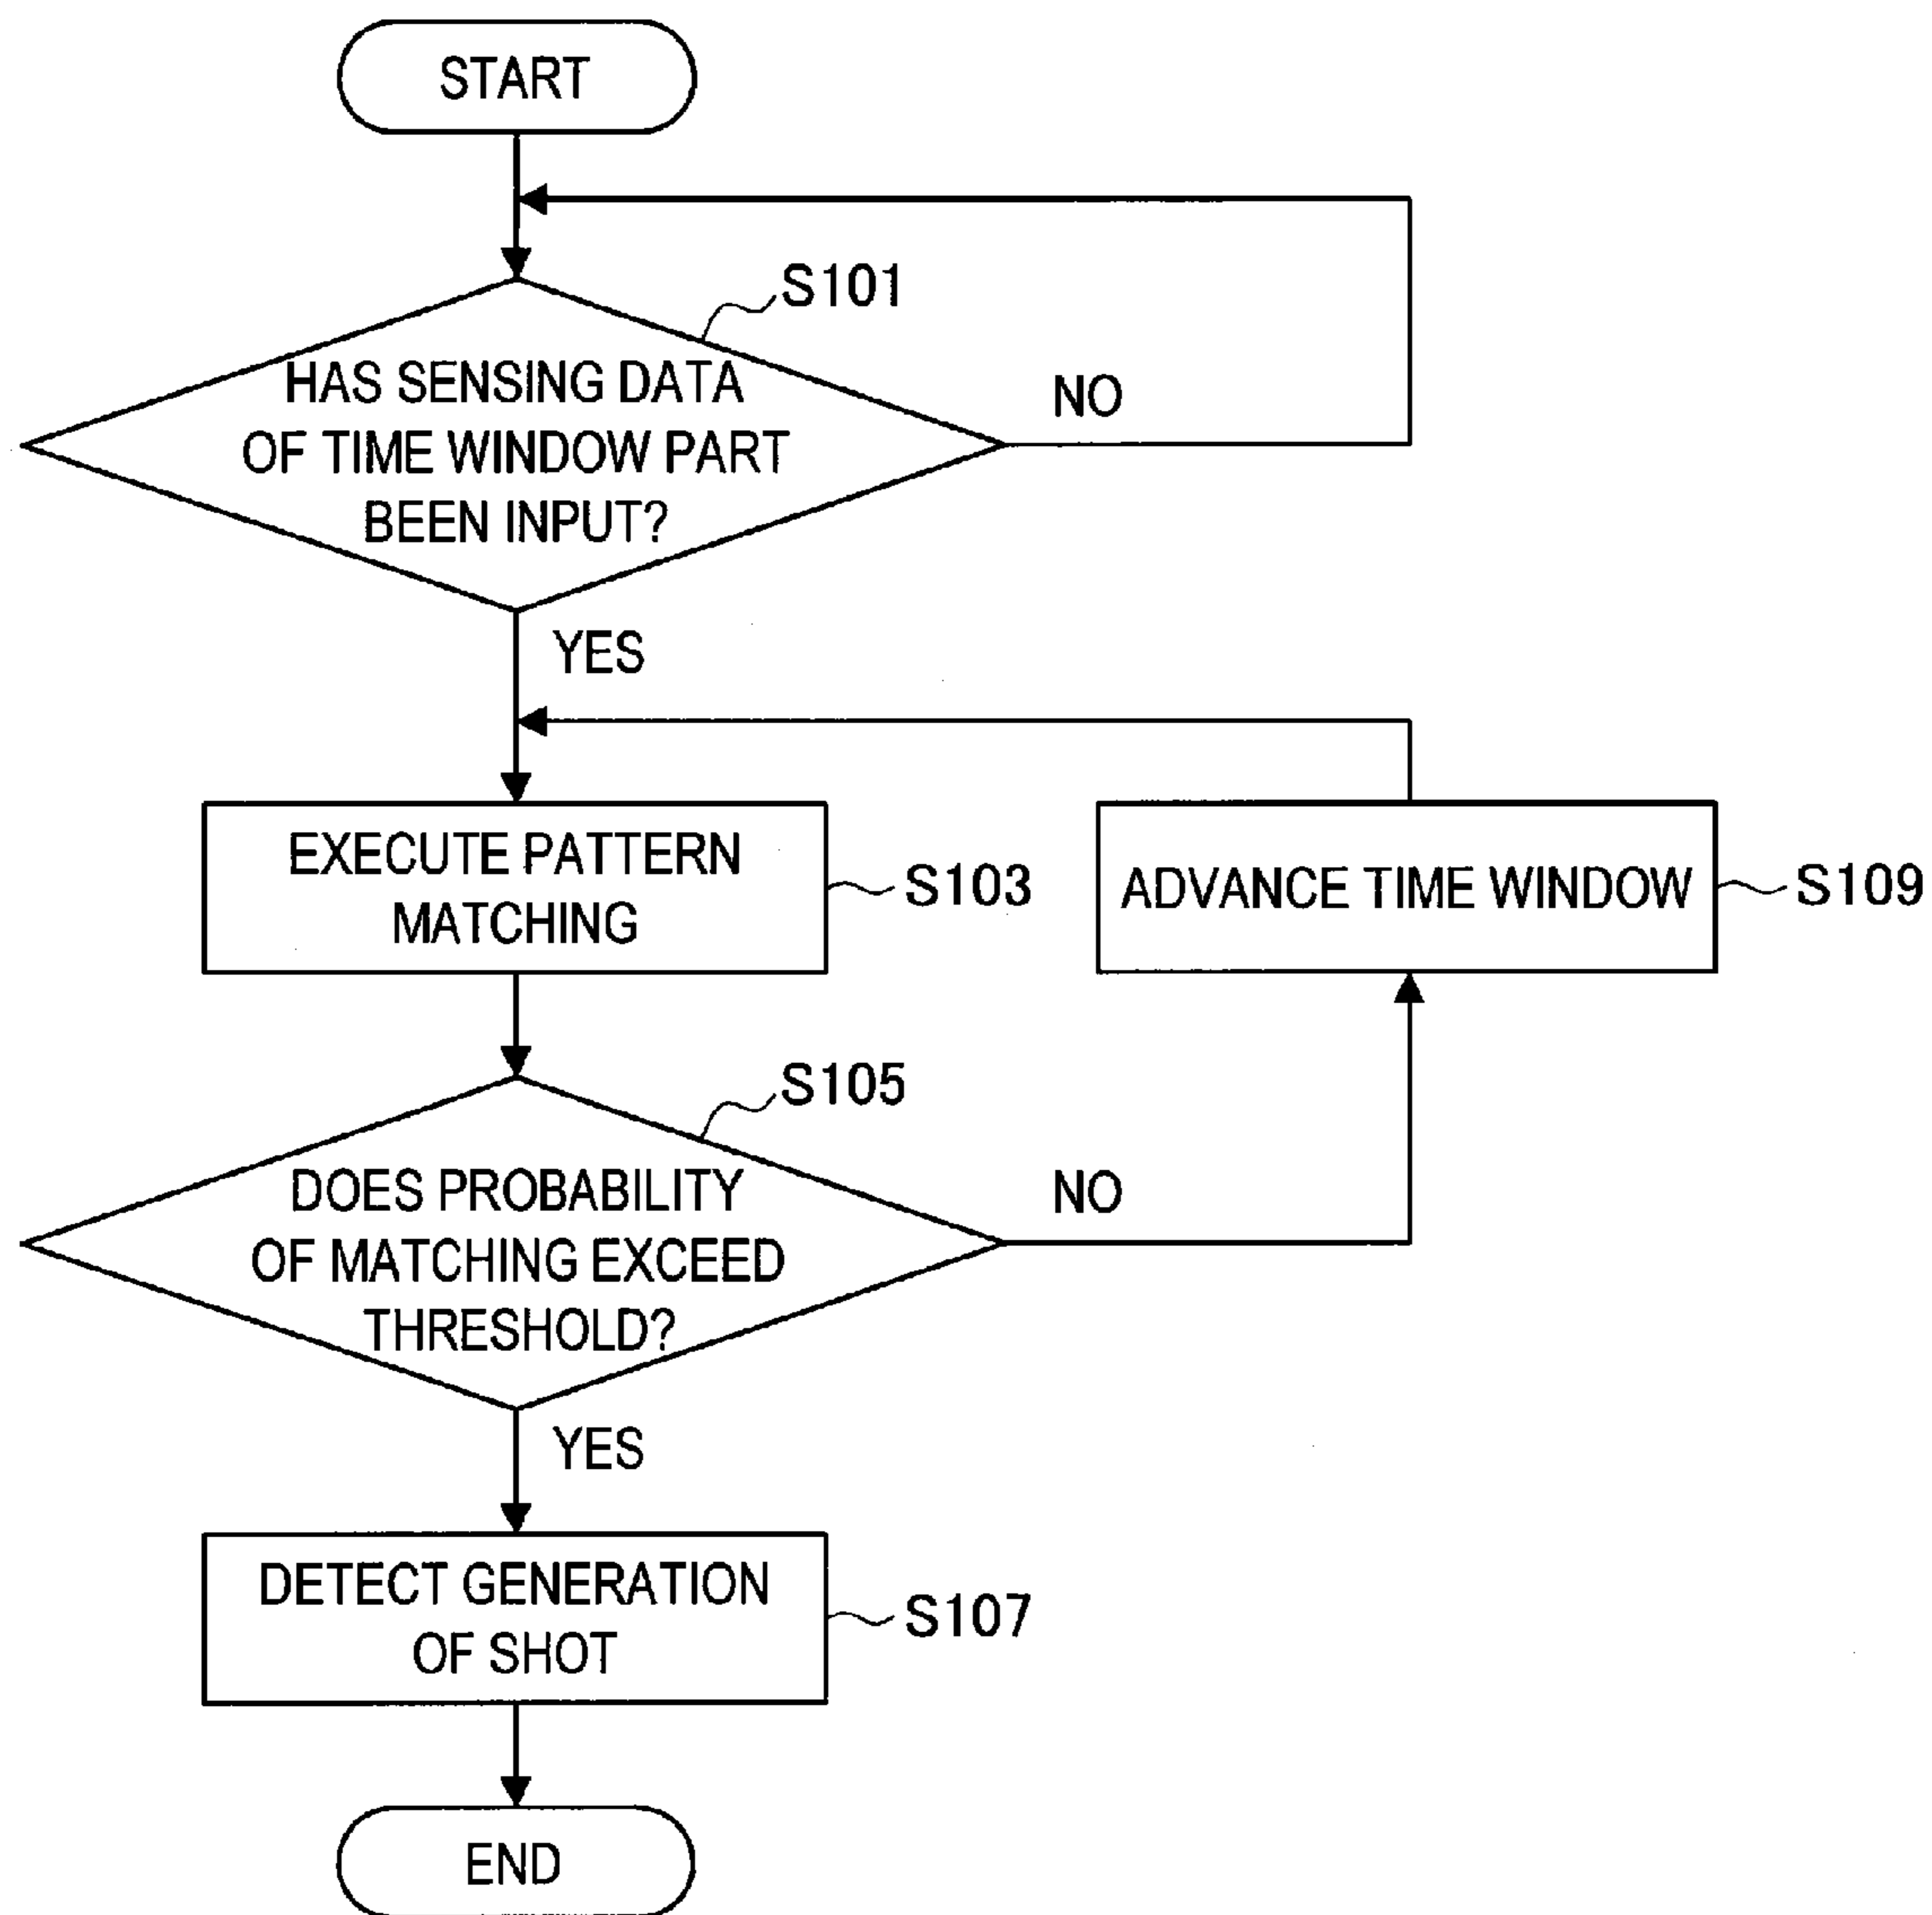 START
S101
HAS SENSING DATA
OF TIME WINDOW PART
BEEN INPUT?
NO
YES
EXECUTE PATTERN
MATCHING
S103
ADVANCE TIME WINDOW
S109
S105
DOES PROBABILITY
OF MATCHING EXCEED
THRESHOLD?
NO
YES
DETECT GENERATION
OF SHOT
S107
END